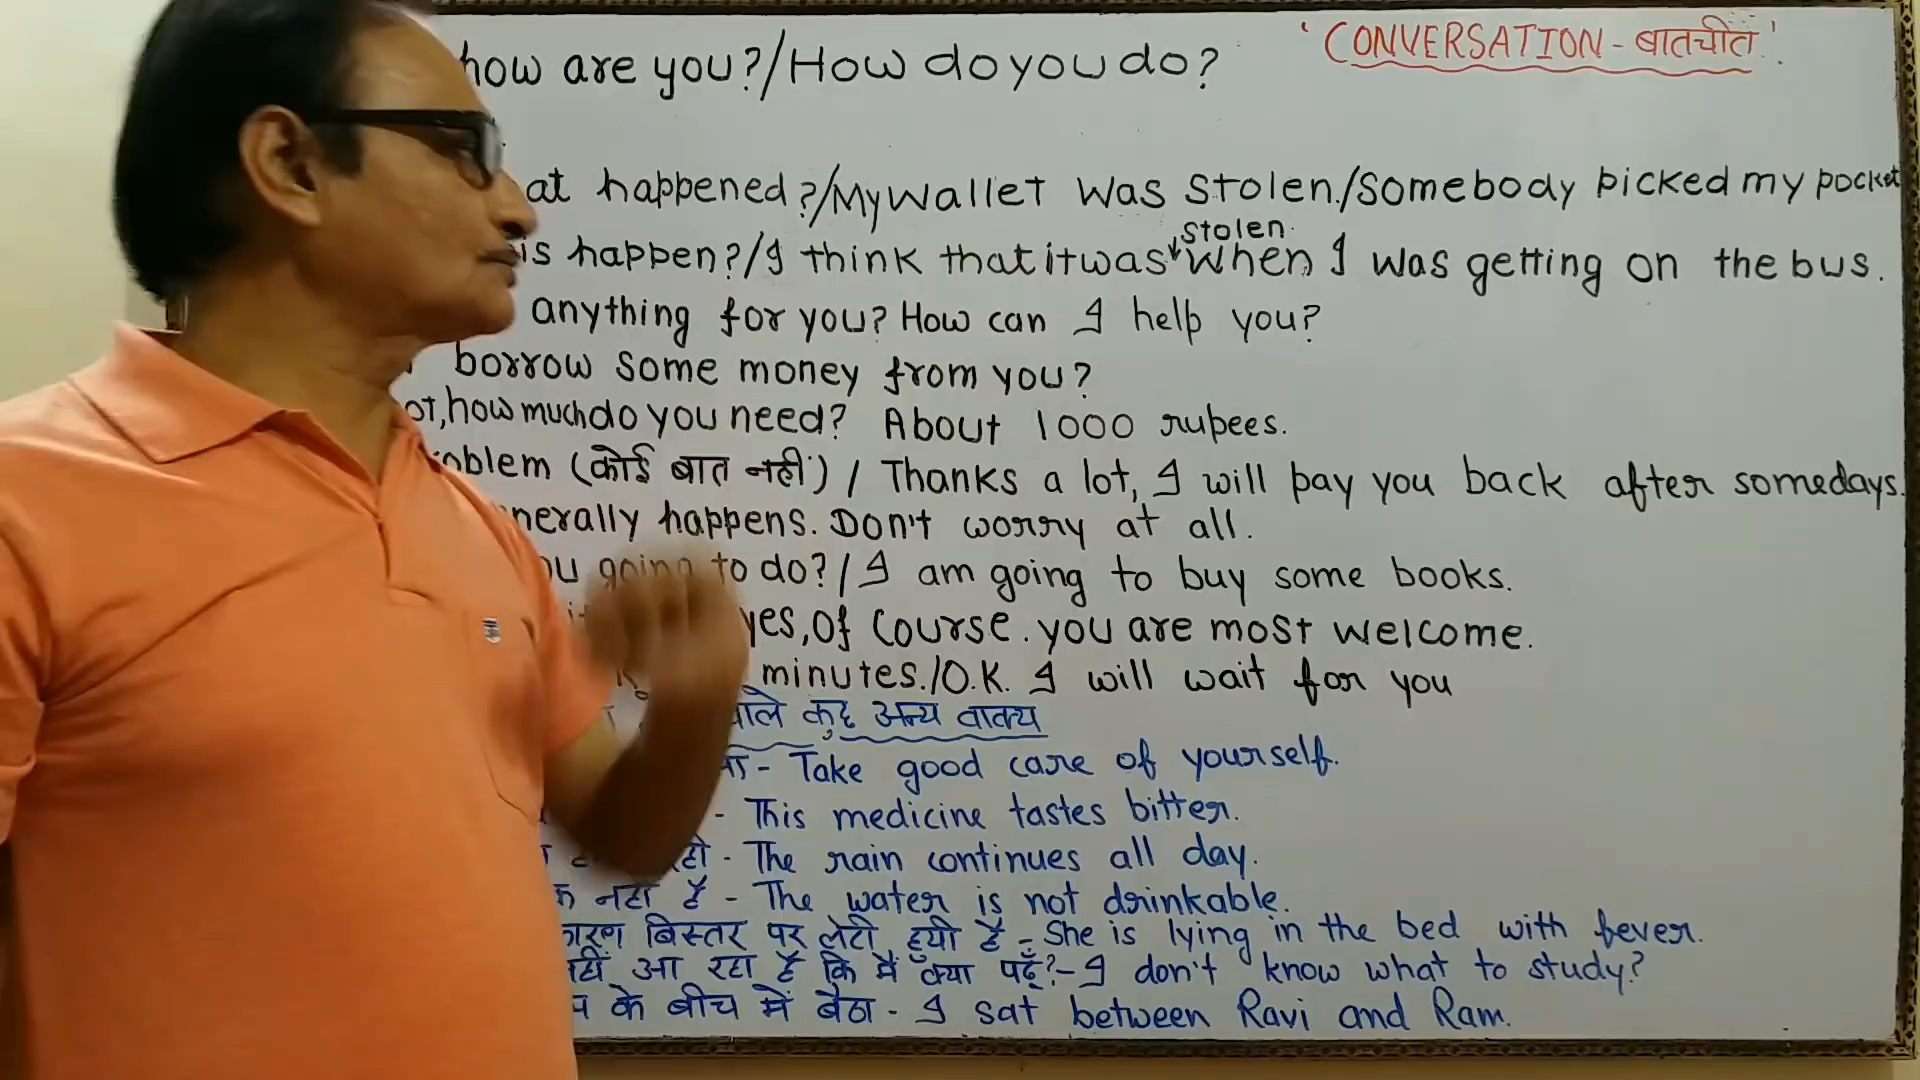 'CONVERSATION - बातचीत'.
how are you?/How do you do?
happened?/My wallet was stolen./somebody picked my pocket
stolen
happen?/I think that it was when I was getting on the bus.
anything for you? How can I help you?
borrow some money from you?
how much do you need? About 1000 rupees.
(कोई बात नहीं) / Thanks a lot, I will pay you back after somedays.
happens. Don't worry at all.
going to do?/I am going to buy some books.
yes, of course. you are most welcome.
minutes./O.K. I will wait for you
वाले कुछ अन्य वाक्य
- Take good care of yourself.
- This medicine tastes bitter.
- The rain continues all day.
नहीं है - The water is not drinkable.
कारण बिस्तर पर लेटी हुयी है - She is lying in the bed with fever.
नहीं आ रहा है कि मैं क्या पढूँ? - I don't know what to study?
के बीच में बैठा - I sat between Ravi and Ram.